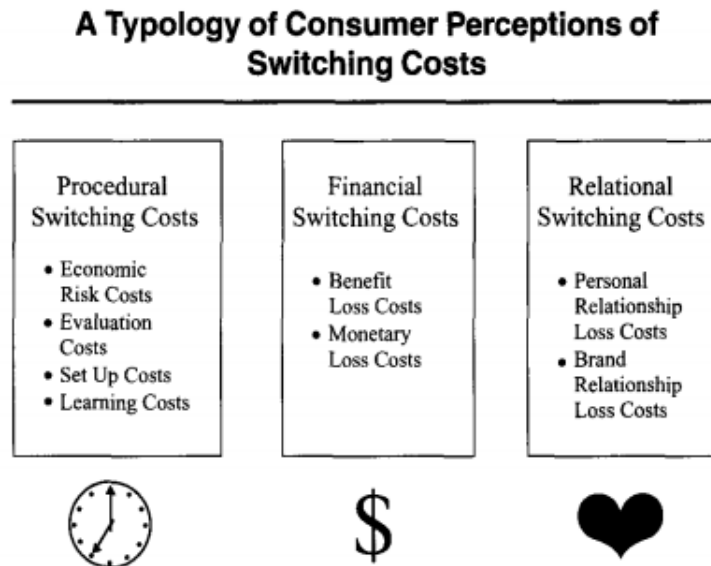 A Typology of Consumer Perceptions of
Switching Costs
Procedural
Switching Costs
• Economic
Risk Costs
• Evaluation
Costs
• Set Up Costs
• Learning Costs
Financial
Switching Costs
• Benefit
Loss Costs
• Monetary
Loss Costs
Relational
Switching Costs
• Personal
Relationship
Loss Costs
• Brand
Relationship
Loss Costs
$